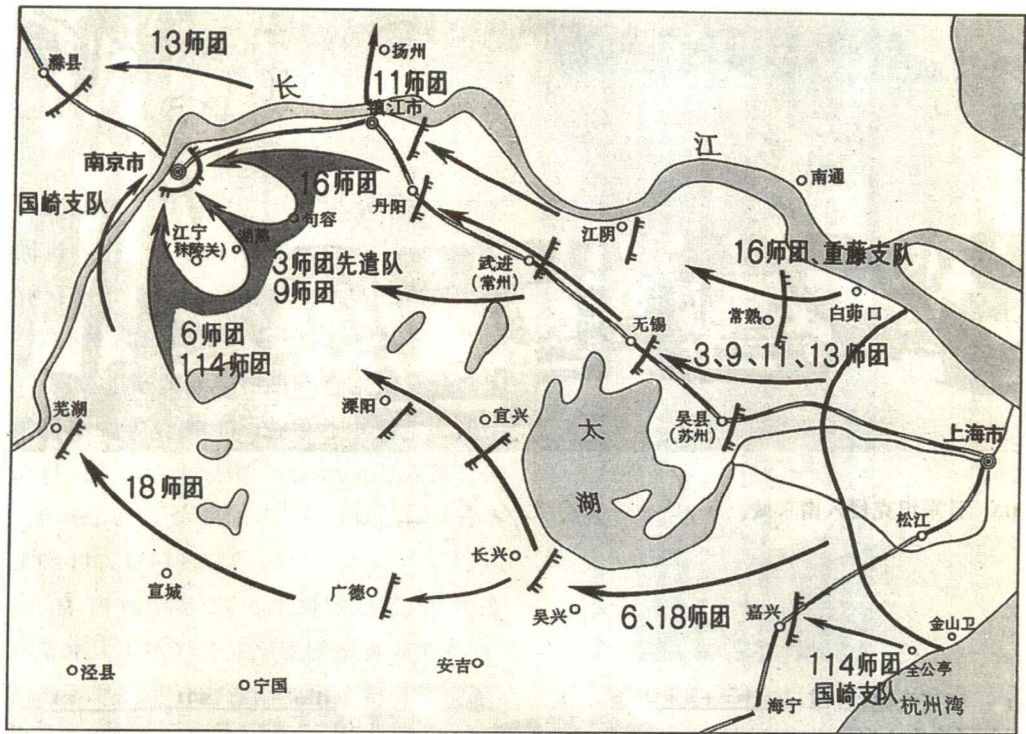 13师团
滁县
扬州
长
11师团
镇江市
江
南京市
南通
16师团
国崎支队
丹阳
句容
江阴
江宁
(秣陵关)
湖熟
16师团、重藤支队
3师团先遣队
9师团
武进
(常州)
白茆口
常熟
无锡
6师团
114师团
3、9、11、13师团
溧阳
宜兴
芜湖
太
湖
吴县
(苏州)
上海市
18师团
松江
长兴
宣城
广德
吴兴
6、18师团
嘉兴
金山卫
114师团
全公亭
国崎支队
安吉
泾县
宁国
海宁
杭州湾